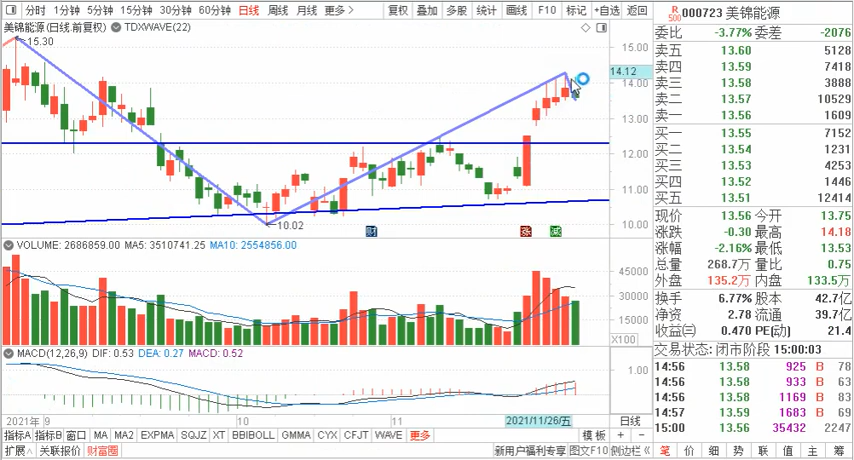 分时 1分钟 5分钟 15分钟 30分钟 60分钟 日线 周线 月线 更多> 复权 叠加 多股 统计 画线 F10 标记 +自选 返回
R 500 000723 美锦能源
美锦能源(日线 前复权) TDXWAVE(22)
委比 -3.77% 委差 -2076
卖五 13.60 5128
卖四 13.59 7418
卖三 13.58 3888
卖二 13.57 10529
卖一 13.56 1609
买一 13.55 7152
买二 13.54 1231
买三 13.53 4253
买四 13.52 1446
买五 13.51 12414
现价 13.56 今开 13.75
涨跌 -0.30 最高 14.18
涨幅 -2.16% 最低 13.53
总量 268.7万 量比 0.75
外盘 135.2万 内盘 133.5万
换手 6.77% 股本 42.7亿
净资 2.78 流通 39.7亿
收益㈢ 0.470 PE(动) 21.4
交易状态: 闭市阶段 15:00:03
14:56 13.58 925 B 78
14:56 13.58 933 B 63
14:56 13.58 1169 B 83
14:57 13.59 1683 B 69
15:00 13.56 35432 2247
笔 价 细 势 联 值 主 筹
15.30
15.00
14.12
13.00
12.00
11.00
10.00
10.02
财 涨 减
VOLUME: 2686859.00 MA5: 3510741.25 MA10: 2554856.00
45000
30000
15000
X100
MACD(12,26,9) DIF: 0.53 DEA: 0.27 MACD: 0.52
1.00
2021年 9 10 11 2021/11/26/五 日线
指标A 指标B 窗口 MA MA2 EXPMA SQJZ XT BBIBOLL GMMA CYX CFJT WAVE 更多 模板 + -
扩展∧ 关联报价 财富圈 新用户福利专享 图文F10 侧边栏《